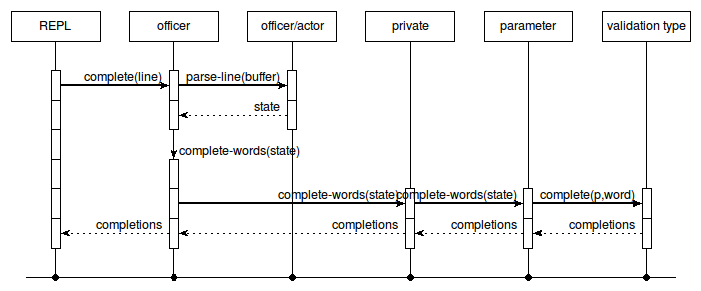 REPL
officer
officer/actor
private
parameter
validation type
complete(line)
parse-line(buffer)
state
complete-words(state)
complete-words(state)
complete-words(state)
complete(p,word)
completions
completions
completions
completions